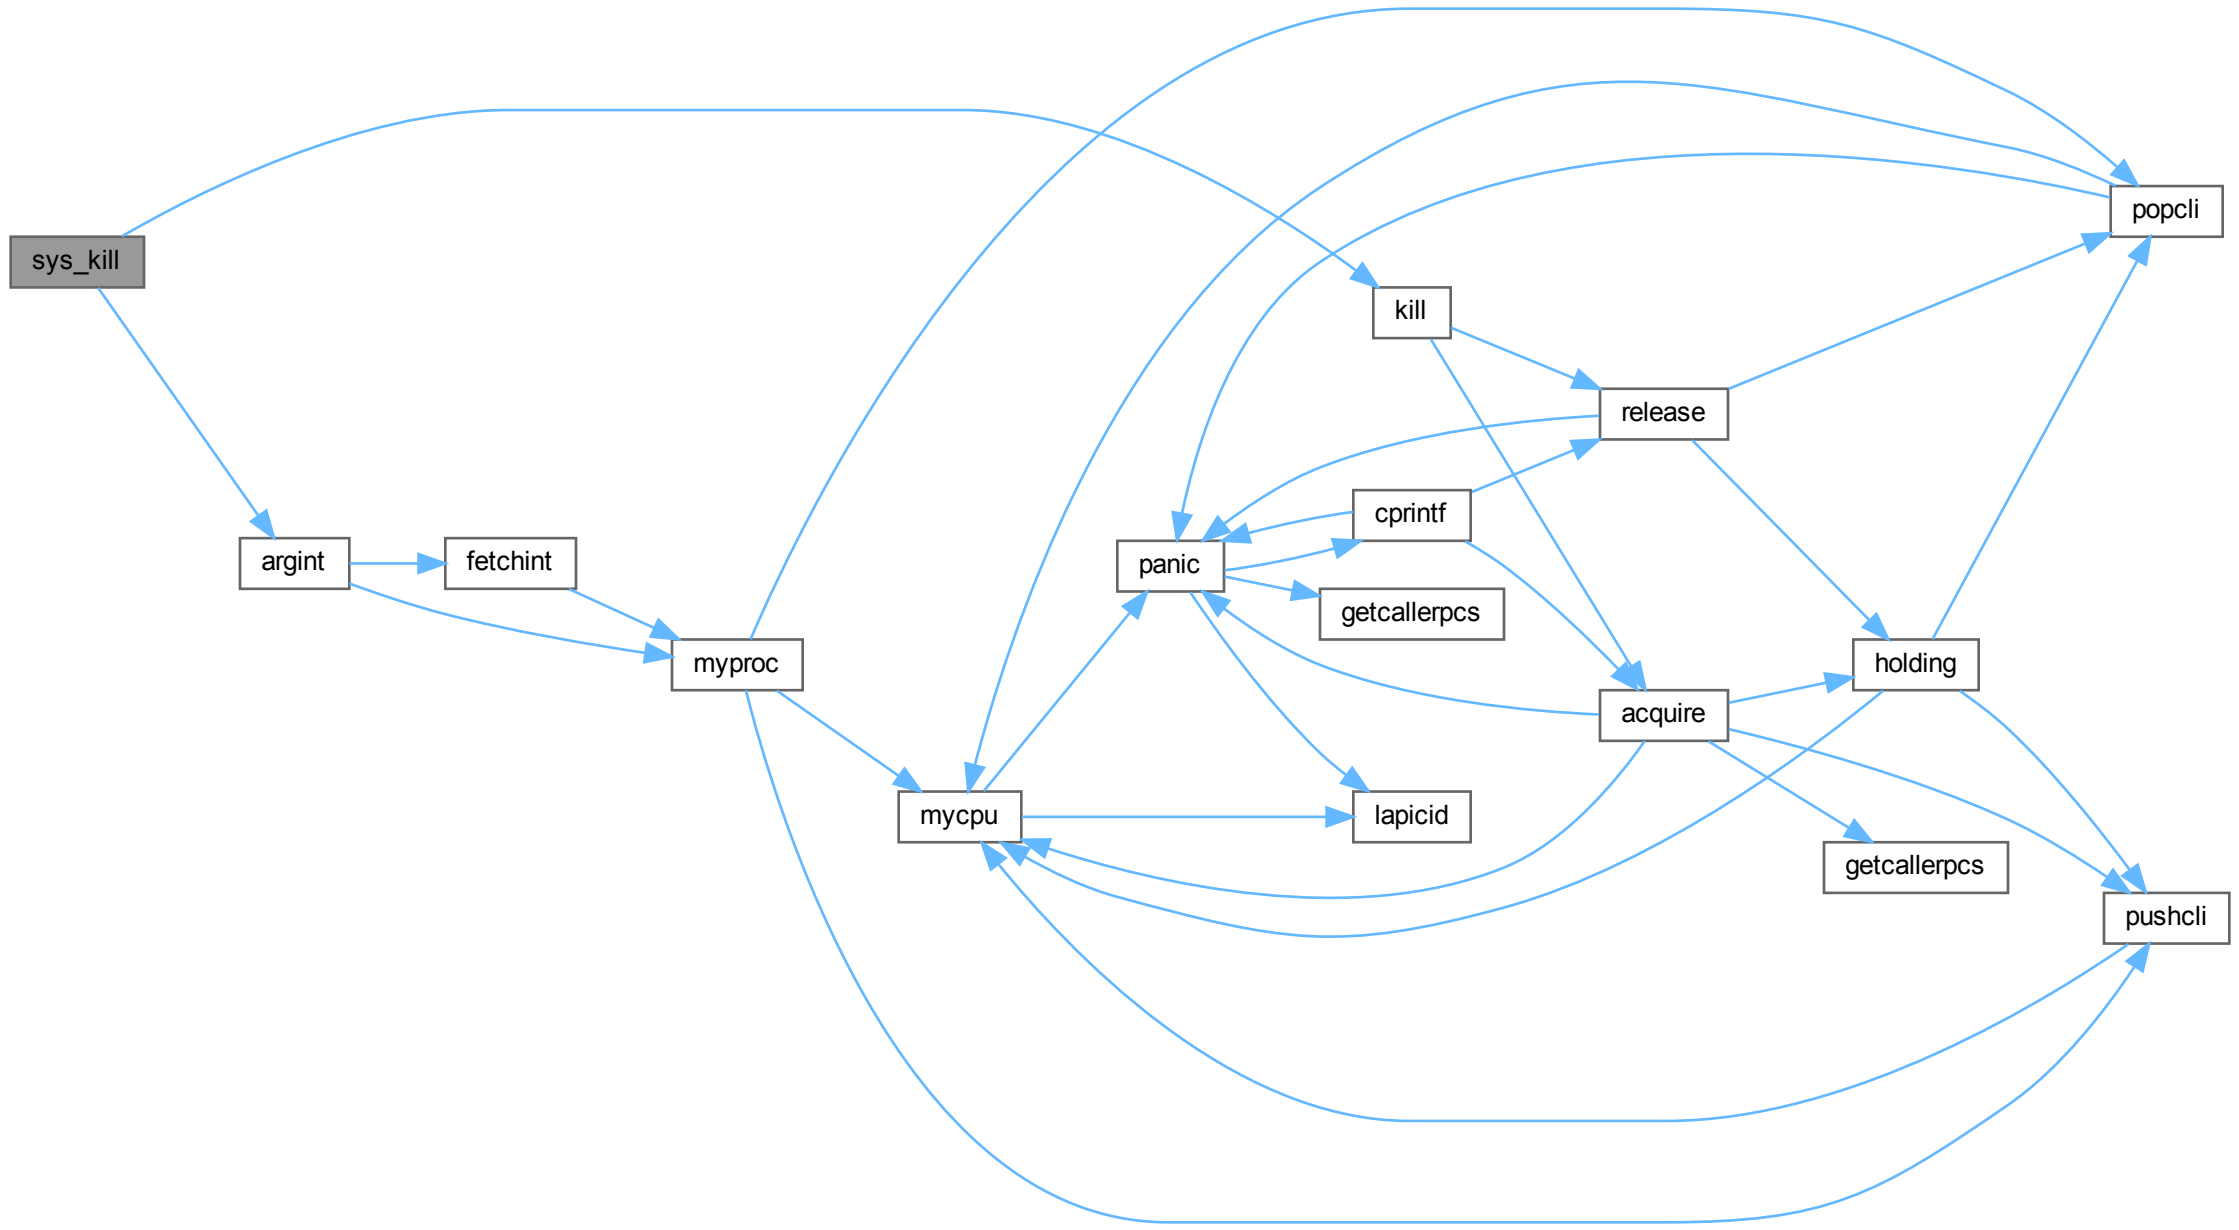 sys_kill
argint
fetchint
myproc
mycpu
panic
kill
cprintf
getcallerpcs
lapicid
release
acquire
holding
getcallerpcs
popcli
pushcli